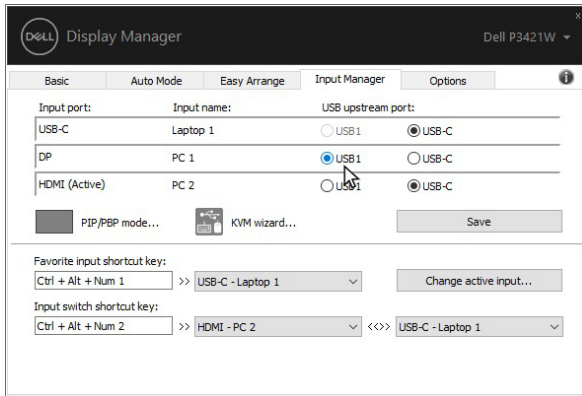 DELL Display Manager
Dell P3421W
Basic Auto Mode Easy Arrange Input Manager Options
Input port: Input name: USB upstream port:
USB-C Laptop 1 USB1 USB-C
DP PC 1 USB1 USB-C
HDMI (Active) PC 2 USB1 USB-C
PIP/PBP mode... KVM wizard... Save
Favorite input shortcut key:
Ctrl + Alt + Num 1 >> USB-C - Laptop 1 Change active input...
Input switch shortcut key:
Ctrl + Alt + Num 2 >> HDMI - PC 2 <<>> USB-C - Laptop 1